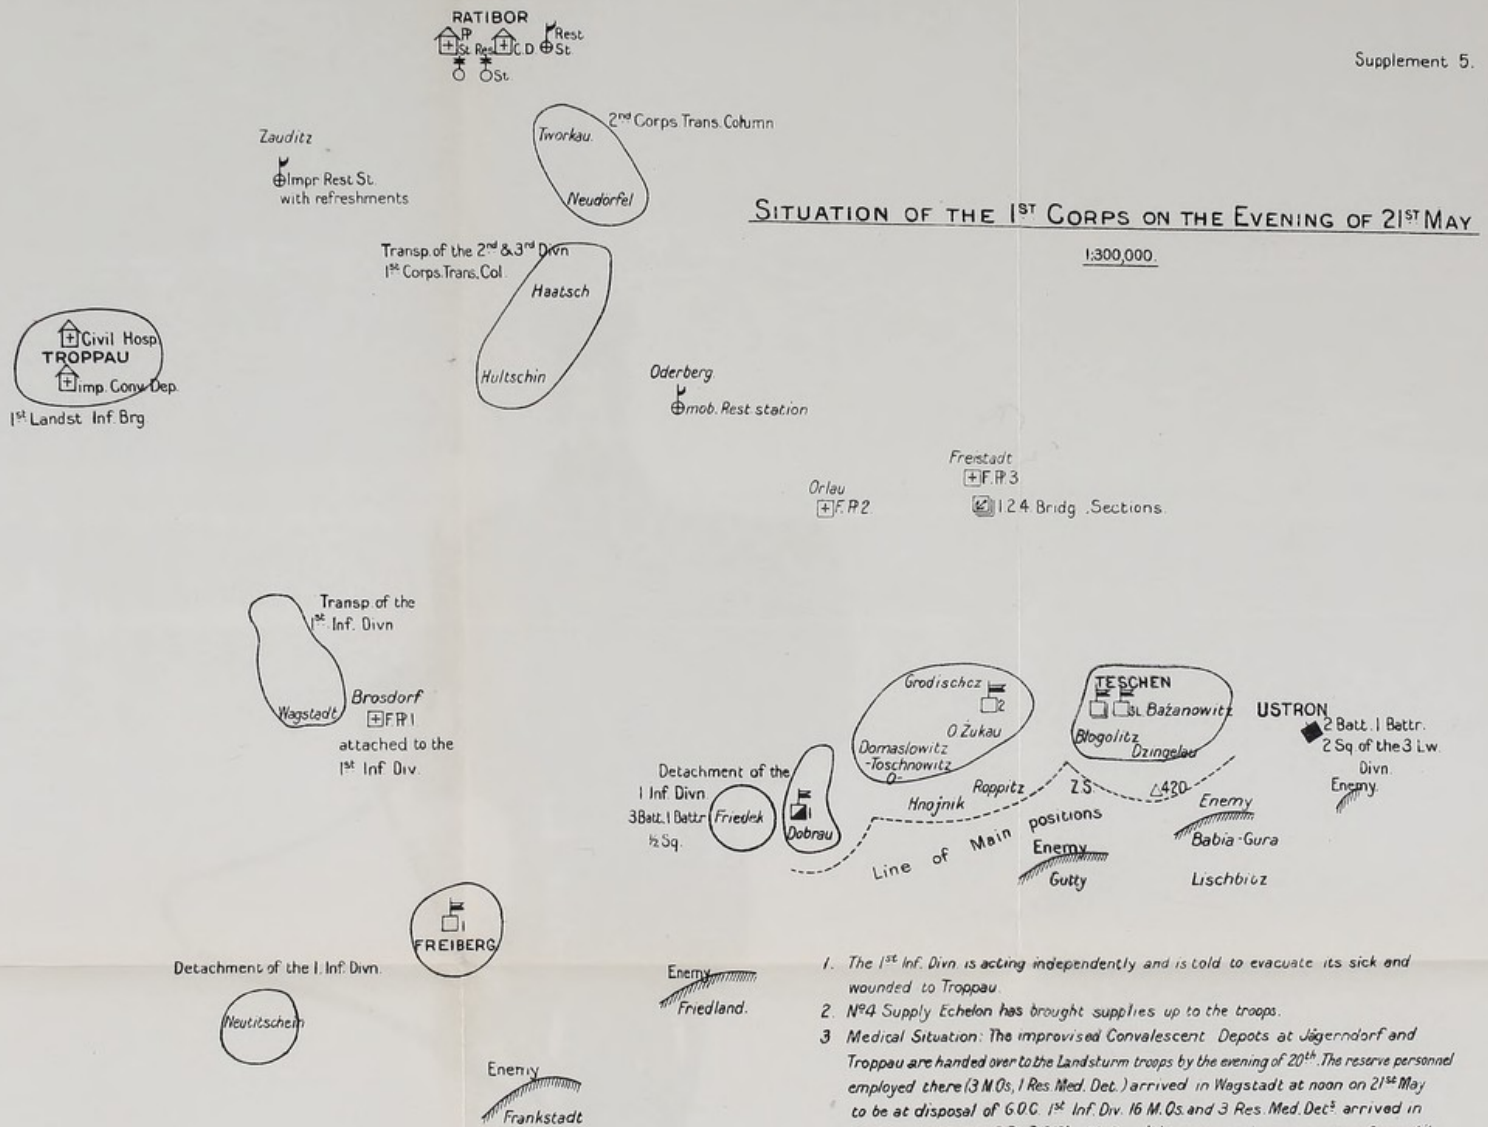 RATIBOR
St Res C.D. Rest St
St.
Supplement 5.
Zauditz
Impr Rest St.
with refreshments
Tworkau.
2nd Corps. Trans. Column
Neudörfel
SITUATION OF THE 1ST CORPS ON THE EVENING OF 21ST MAY
1:300,000.
Transp. of the 2nd & 3rd Divn
1st Corps. Trans. Col.
Haatsch
Hultschin
Civil Hosp.
TROPPAU
imp. Conv. Dep.
1st Landst Inf. Brg
Oderberg
mob. Rest station
Freistadt
F.P. 3
1.2.4. Bridg. Sections.
Orlau
F.P. 2.
Transp. of the
1st Inf. Divn
Wagstadt
Brosdorf
F.P. 1
attached to the
1st Inf Div.
Grodischcz
2
O Żukau
Domaslowitz
-Toschnowitz
O-
TESCHEN
SL. Bażanowitz
Blogolitz
Dzingelau
USTRON
2 Batt. 1 Battr.
2 Sq. of the 3 Lw.
Divn.
Enemy.
Detachment of the
1 Inf. Divn.
3 Batt. 1 Battr
½ Sq.
Friedek
1
Dobrau
Hnojnik
Roppitz
Z.S.
△420
Line of Main positions
Enemy
Babia-Gura
Enemy
Gutty
Lischbitz
1
FREIBERG
Detachment of the 1. Inf. Divn.
Neutitschein
Enemy
Friedland.
Enemy
Frankstadt
1. The 1st Inf. Divn. is acting independently and is told to evacuate its sick and
wounded to Troppau.
2. No 4 Supply Echelon has brought supplies up to the troops.
3 Medical Situation: The improvised Convalescent Depots at Jägerndorf and
Troppau are handed over to the Landsturm troops by the evening of 20th. The reserve personnel
employed there (3 M.Os, 1 Res. Med. Det.) arrived in Wagstadt at noon on 21st May
to be at disposal of G.O.C. 1st Inf. Div. 16 M.Os. and 3 Res. Med. Dets. arrived in